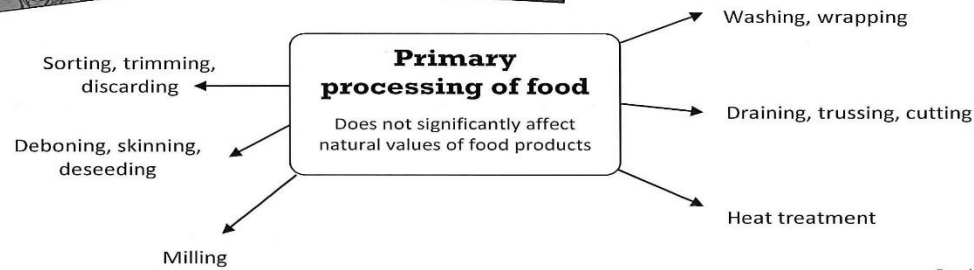 Primary
processing of food
Does not significantly affect
natural values of food products
Sorting, trimming,
discarding
Deboning, skinning,
deseeding
Milling
Washing, wrapping
Draining, trussing, cutting
Heat treatment